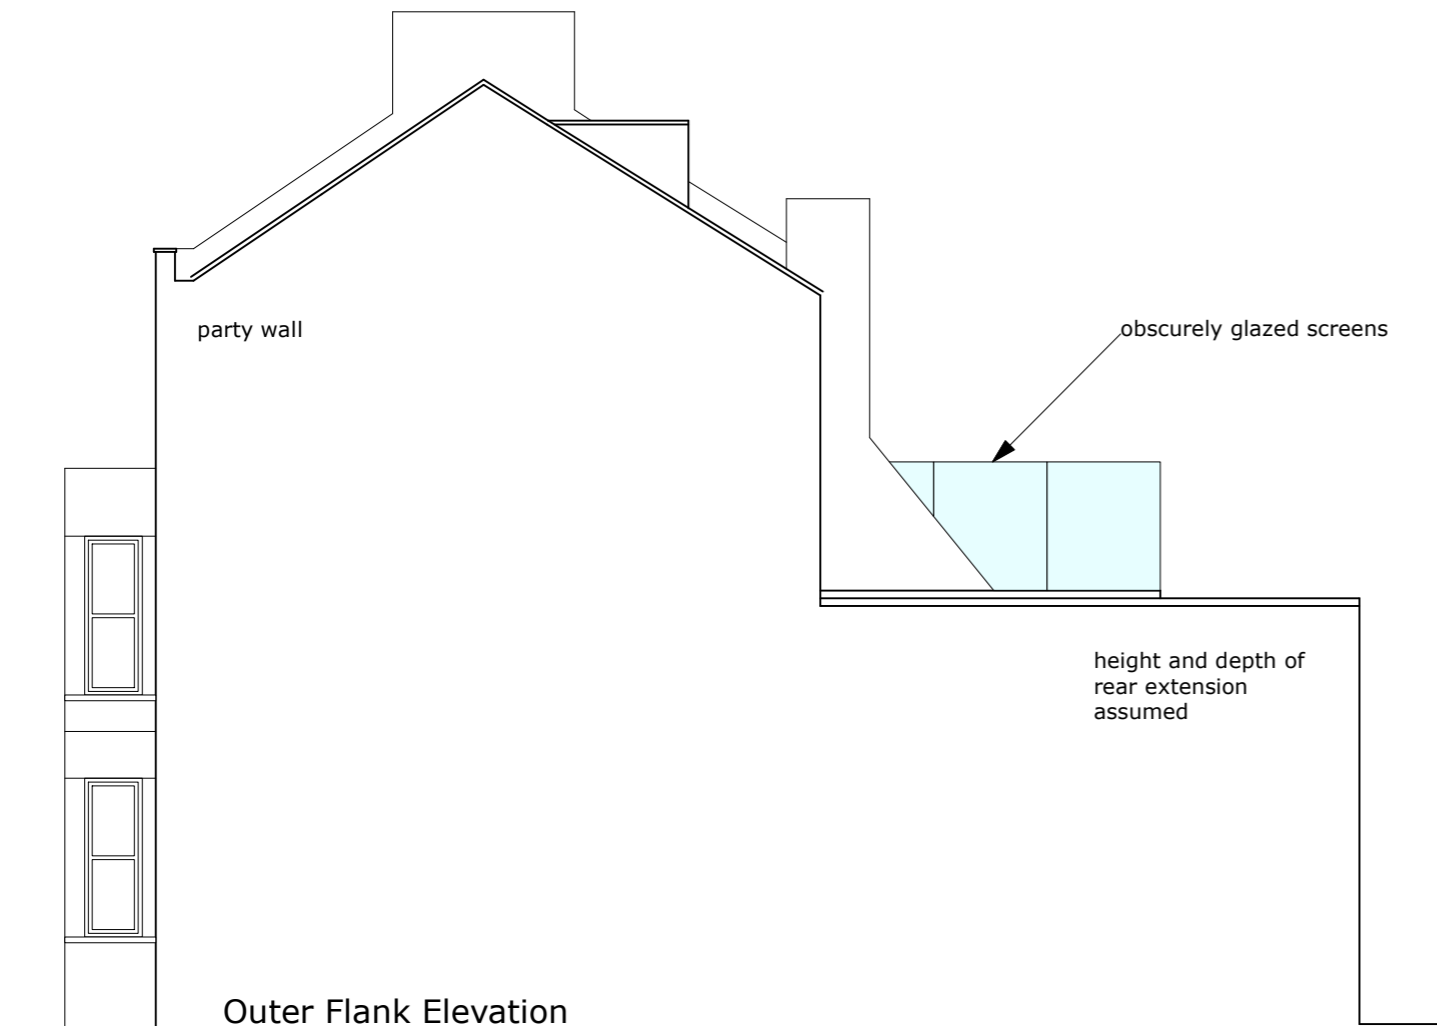 party wall
obscurely glazed screens
height and depth of
rear extension
assumed
Outer Flank Elevation